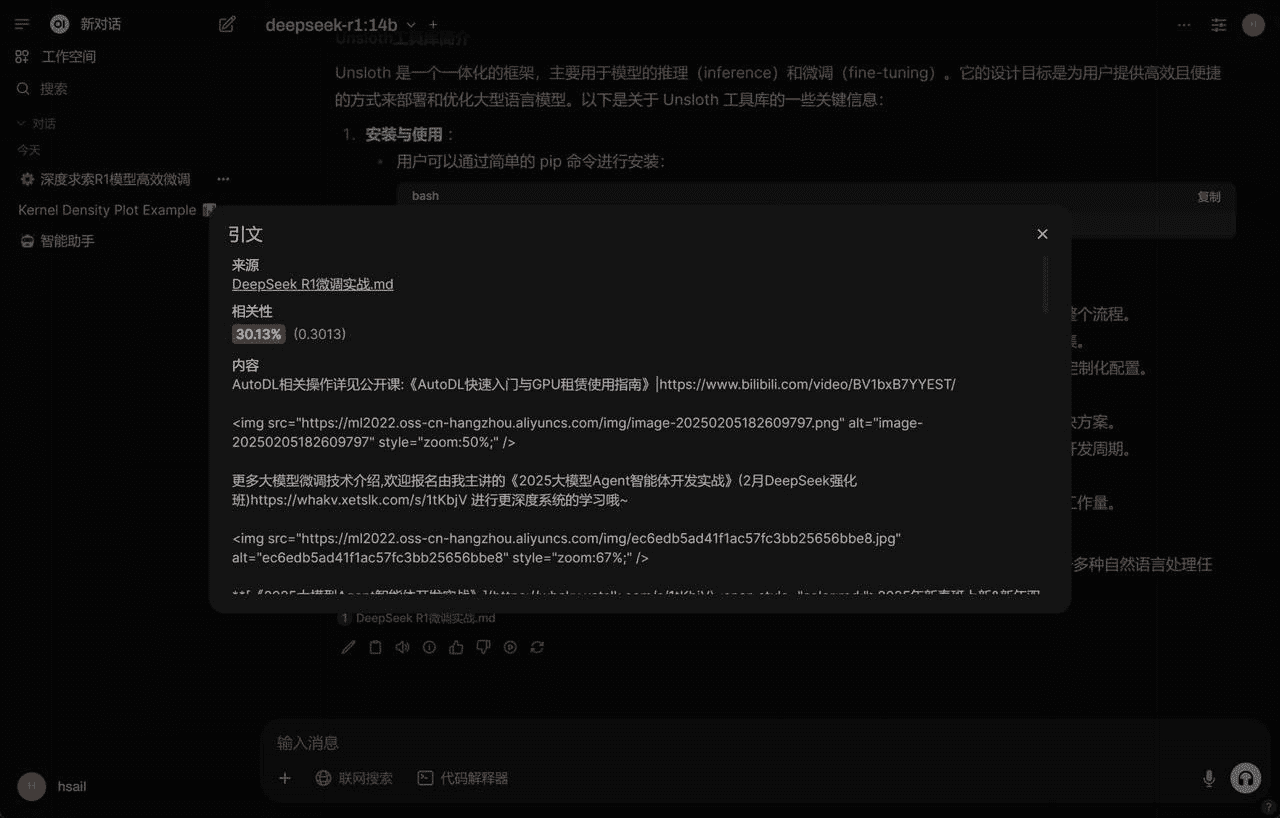 新对话
deepseek-r1:14b
工作空间
搜索
对话
今天
深度求索R1模型高效微调
Kernel Density Plot Example
智能助手
Unsloth工具库简介
Unsloth 是一个一体化的框架，主要用于模型的推理（inference）和微调（fine-tuning）。它的设计目标是为用户提供高效且便捷
的方式来部署和优化大型语言模型。以下是关于 Unsloth 工具库的一些关键信息：
1. 安装与使用：
用户可以通过简单的 pip 命令进行安装：
bash
复制
引文
来源
DeepSeek R1微调实战.md
相关性
30.13% (0.3013)
内容
AutoDL相关操作详见公开课:《AutoDL快速入门与GPU租赁使用指南》|https://www.bilibili.com/video/BV1bxB7YYEST/
<img src="https://ml2022.oss-cn-hangzhou.aliyuncs.com/img/image-20250205182609797.png" alt="image-
20250205182609797" style="zoom:50%;" />
更多大模型微调技术介绍,欢迎报名由我主讲的《2025大模型Agent智能体开发实战》(2月DeepSeek强化
班)https://whakv.xetslk.com/s/1tKbjV 进行更深度系统的学习哦~
<img src="https://ml2022.oss-cn-hangzhou.aliyuncs.com/img/ec6edb5ad41f1ac57fc3bb25656bbe8.jpg"
alt="ec6edb5ad41f1ac57fc3bb25656bbe8" style="zoom:67%;" />
整个流程。
定制化配置。
决方案。
开发周期。
工作量。
多种自然语言处理任
1 DeepSeek R1微调实战.md
输入消息
联网搜索
代码解释器
H hsail
?